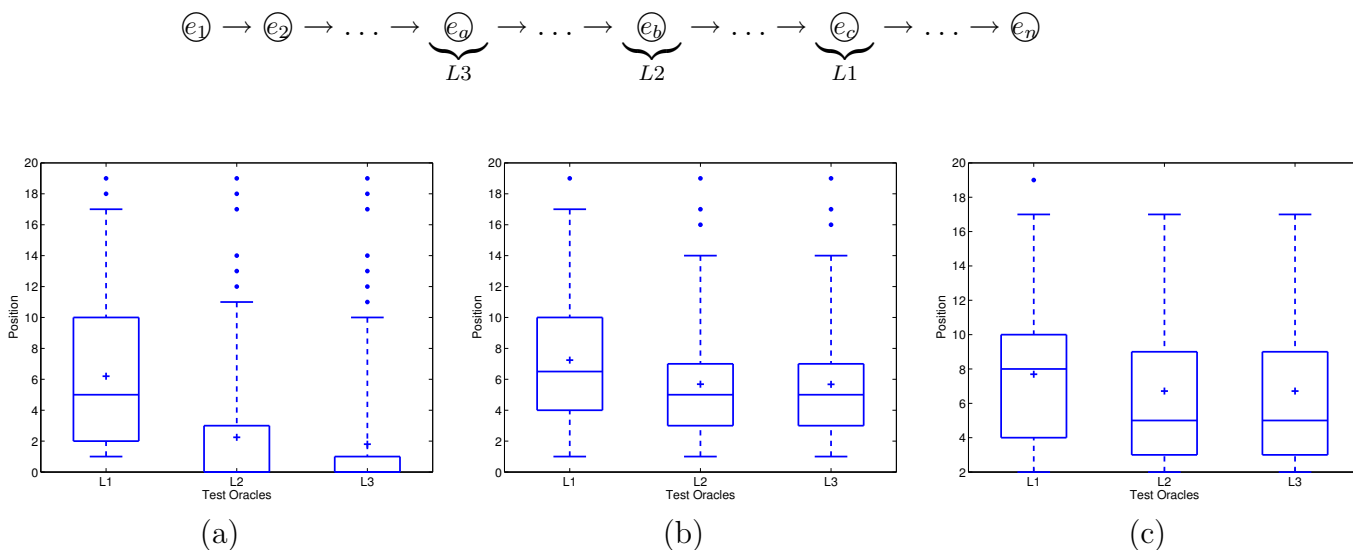 e1 → e2 → ... → ea → ... → eb → ... → ec → ... → en
L3 L2 L1
20
18
16
14
12
10
8
6
4
2
0
Position
L1 L2 L3
Test Oracles
(a)
20
18
16
14
12
10
8
6
4
2
0
Position
L1 L2 L3
Test Oracles
(b)
20
18
16
14
12
10
8
6
4
2
Position
L1 L2 L3
Test Oracles
(c)